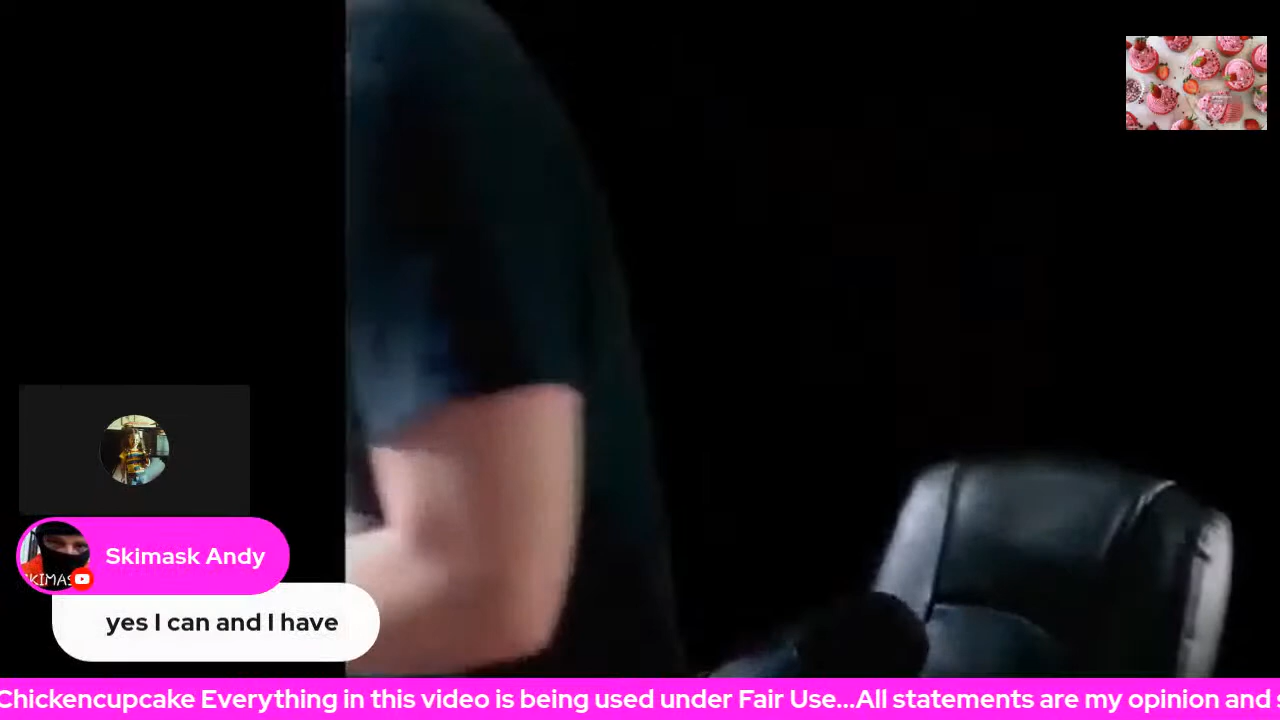 Skimask Andy
yes I can and I have
Chickencupcake Everything in this video is being used under Fair Use...All statements are my opinion and